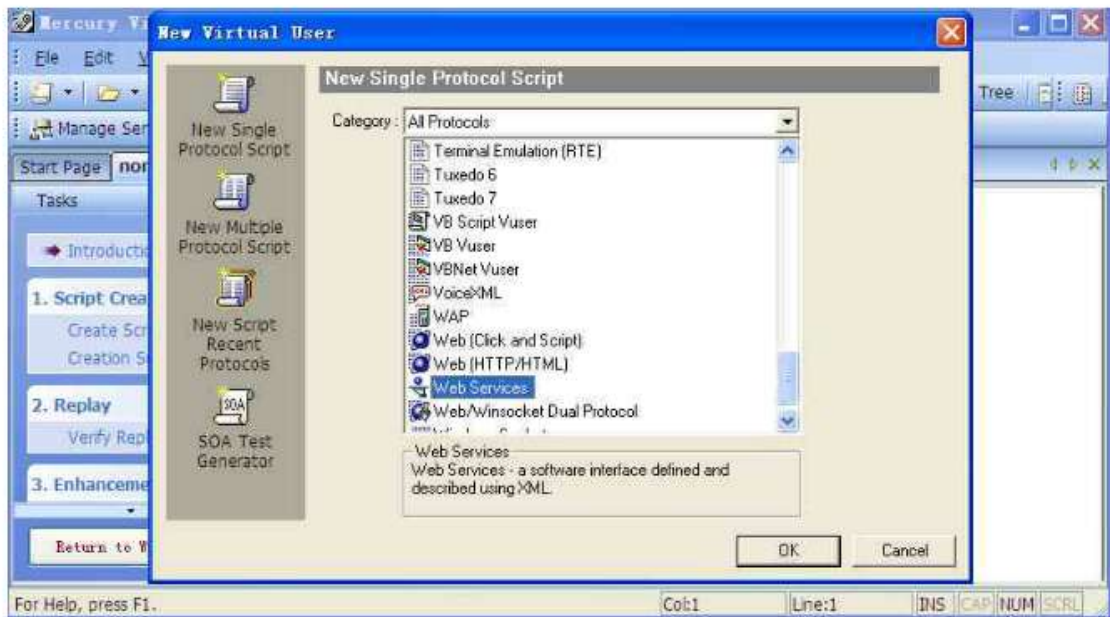 Mercury Vi
New Virtual User
File Edit V
Tree
Manage Ser
Start Page nor
Tasks
Introductio
1. Script Crea
Create Scr
Creation S
2. Replay
Verify Repl
3. Enhanceme
Return to W
New Single
Protocol Script
New Multiple
Protocol Script
New Script
Recent
Protocols
SOA
SOA Test
Generator
New Single Protocol Script
Category : All Protocols
Terminal Emulation (RTE)
Tuxedo 6
Tuxedo 7
VB Script Vuser
VB Vuser
VBNet Vuser
VoiceXML
WAP
Web (Click and Script)
Web (HTTP/HTML)
Web Services
Web/Winsocket Dual Protocol
Web Services
Web Services - a software interface defined and
described using XML.
OK Cancel
For Help, press F1. Col:1 Line:1 INS CAP NUM SCRL